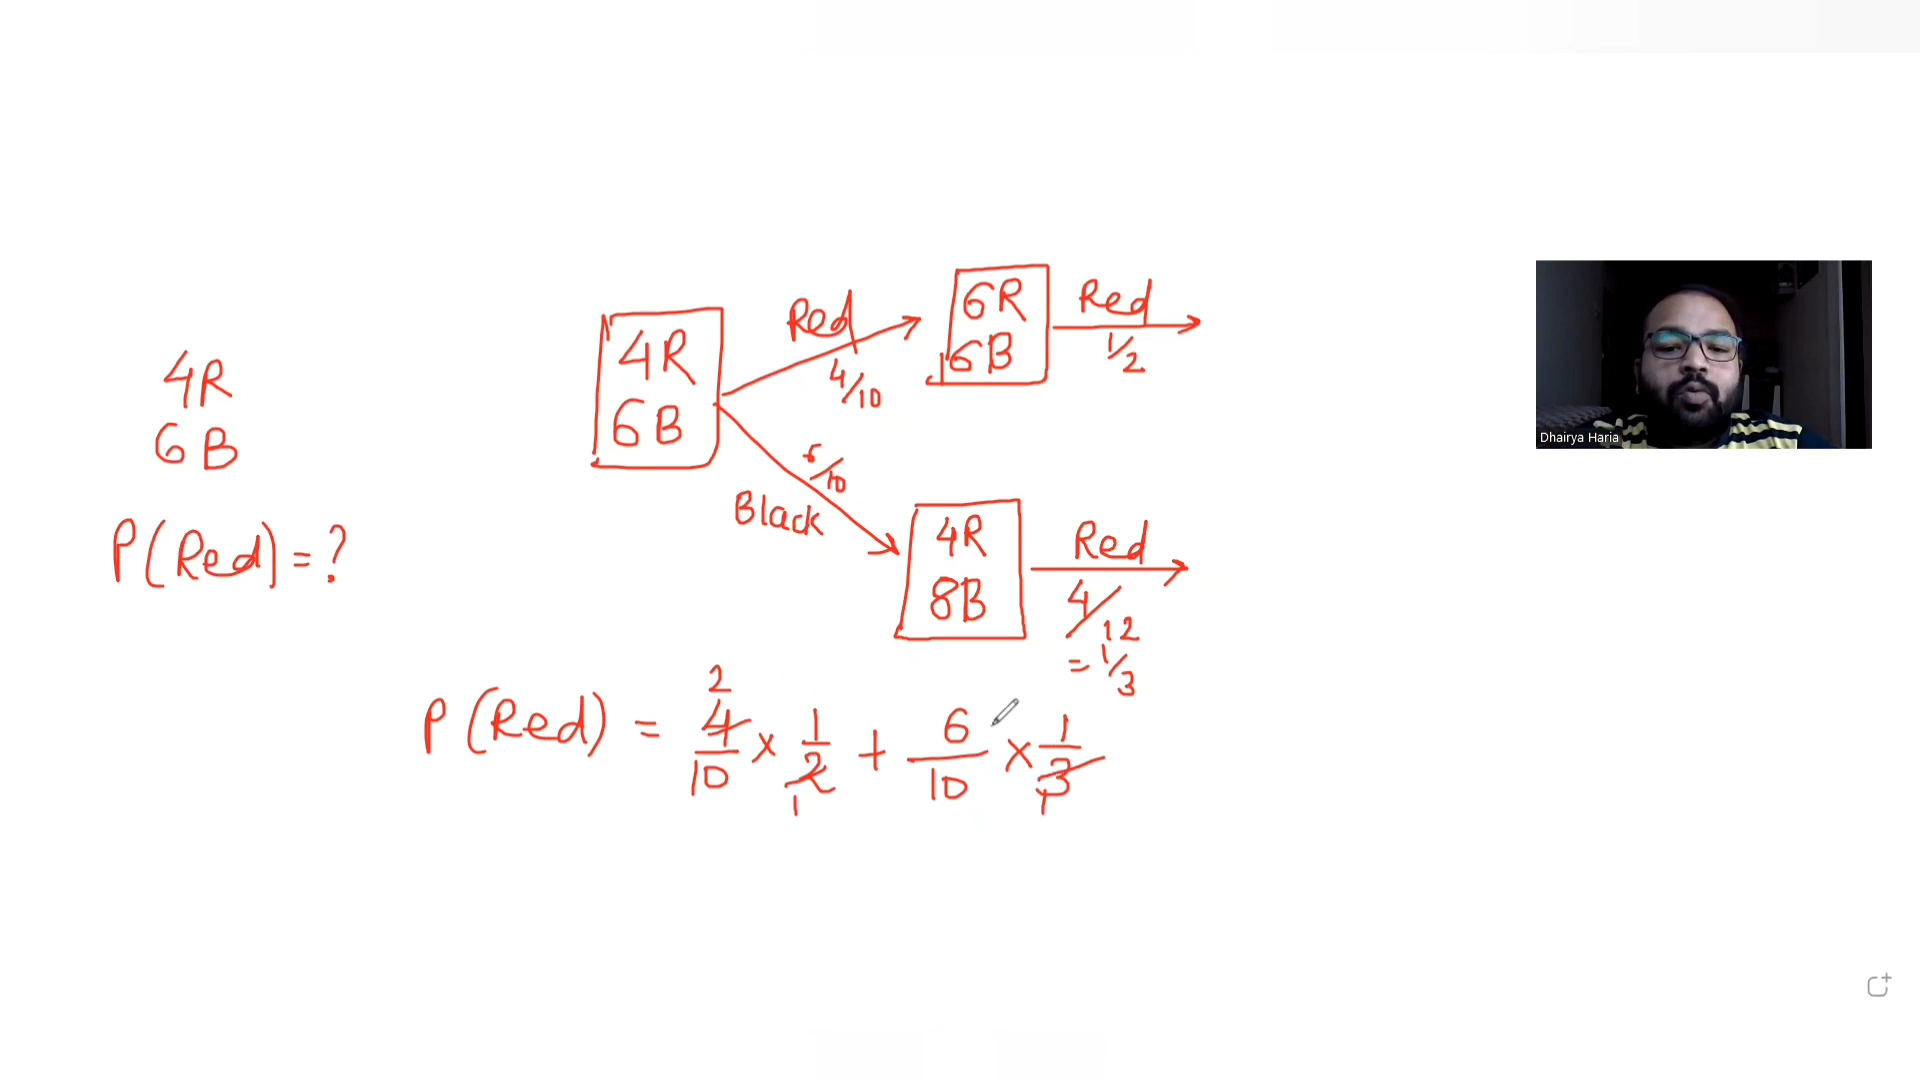 4R
6B
P(Red) = ?
4R
6B
Red
4/10
6R
6B
Red
1/2
6/10
Black
4R
8B
Red
4/12
= 1/3
2
P(Red) = 4/10 × 1/2 + 6/10 × 1/3
1 1
Dhairya Haria